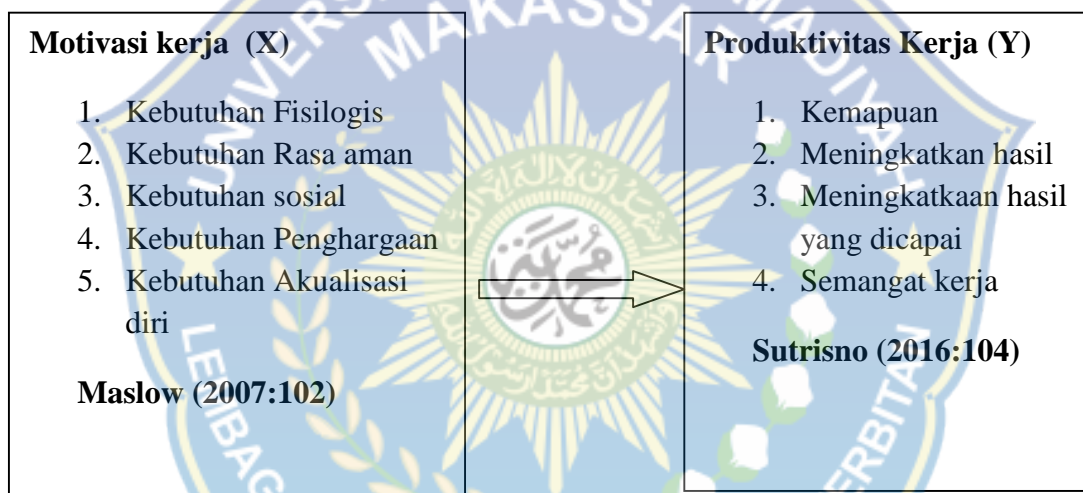 Motivasi kerja (X)
1. Kebutuhan Fisilogis
2. Kebutuhan Rasa aman
3. Kebutuhan sosial
4. Kebutuhan Penghargaan
5. Kebutuhan Akualisasi
diri
Maslow (2007:102)
Produktivitas Kerja (Y)
1. Kemapuan
2. Meningkatkan hasil
3. Meningkatkaan hasil
yang dicapai
4. Semangat kerja
Sutrisno (2016:104)
MAKASSAR